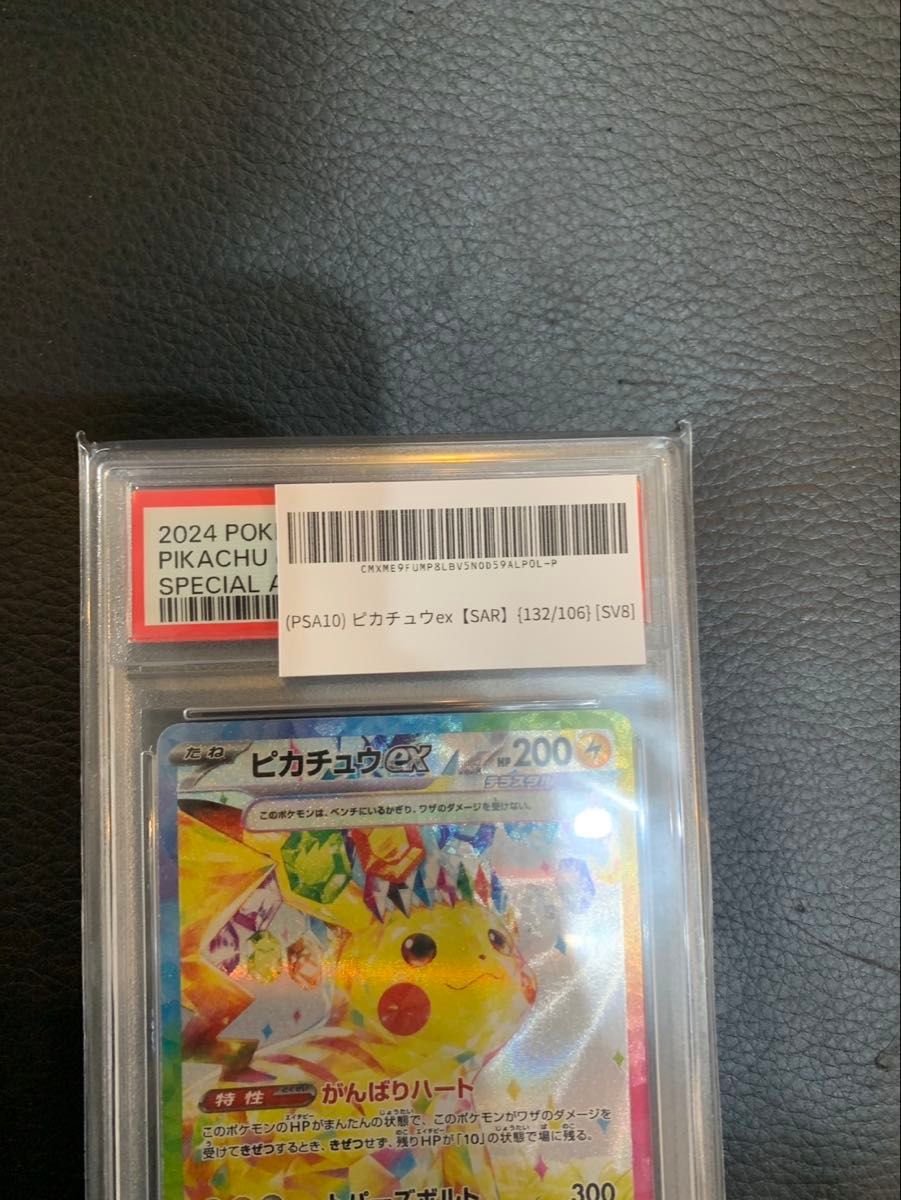 2024 POK
PIKACHU
SPECIAL A
CMXME9FUMP8LBV5NOD59ALPOL-P
(PSA10) ピカチュウex【SAR】{132/106} [SV8]
たね ピカチュウex HP200
テラスタル
このポケモンは、ベンチにいるかぎり、ワザのダメージを受けない。
特性 がんばりハート
このポケモンのHPがまんたんの状態で、このポケモンがワザのダメージを
受けてきぜつするとき、きぜつせず、残りHPが「10」の状態で場に残る。
トパーズボルト 300